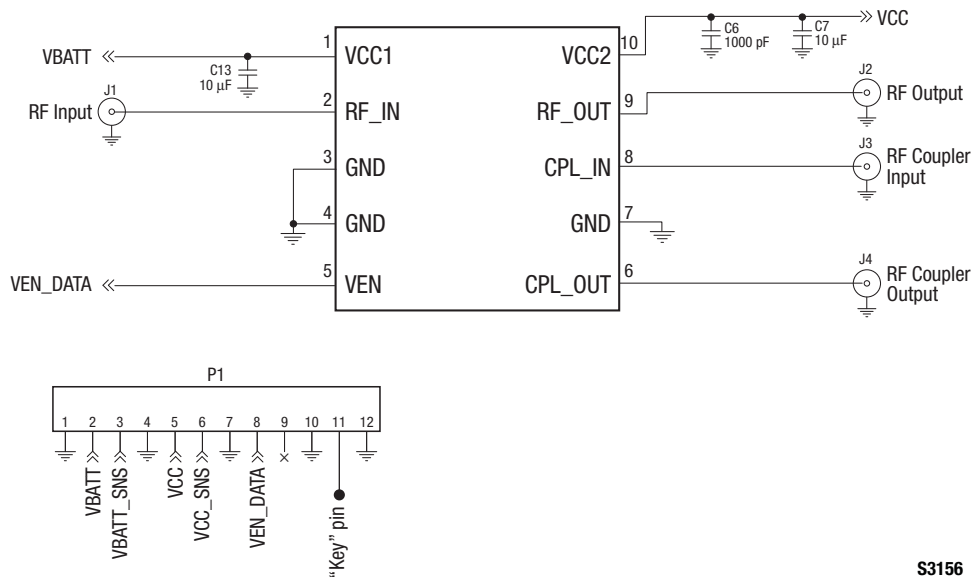 VCC
C6
1000 pF
C7
10 µF
VBATT
C13
10 µF
1
VCC1
VCC2
10
J1
RF Input
2
RF_IN
RF_OUT
9
J2
RF Output
3
GND
CPL_IN
8
J3
RF Coupler
Input
4
GND
GND
7
VEN_DATA
5
VEN
CPL_OUT
6
J4
RF Coupler
Output
P1
1 2 3 4 5 6 7 8 9 10 11 12
VBATT
VBATT_SNS
VCC
VCC_SNS
VEN_DATA
"Key" pin
S3156